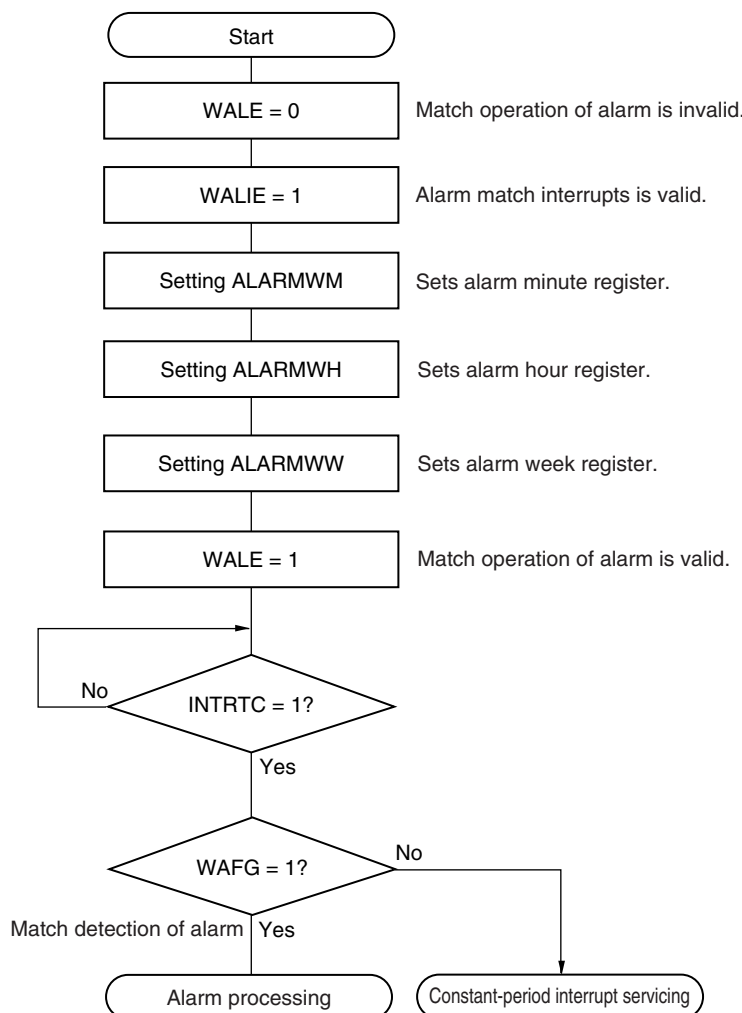 Start
WALE = 0
Match operation of alarm is invalid.
WALIE = 1
Alarm match interrupts is valid.
Setting ALARMWM
Sets alarm minute register.
Setting ALARMWH
Sets alarm hour register.
Setting ALARMWW
Sets alarm week register.
WALE = 1
Match operation of alarm is valid.
No
INTRTC = 1?
Yes
WAFG = 1?
No
Match detection of alarm
Yes
Alarm processing
Constant-period interrupt servicing